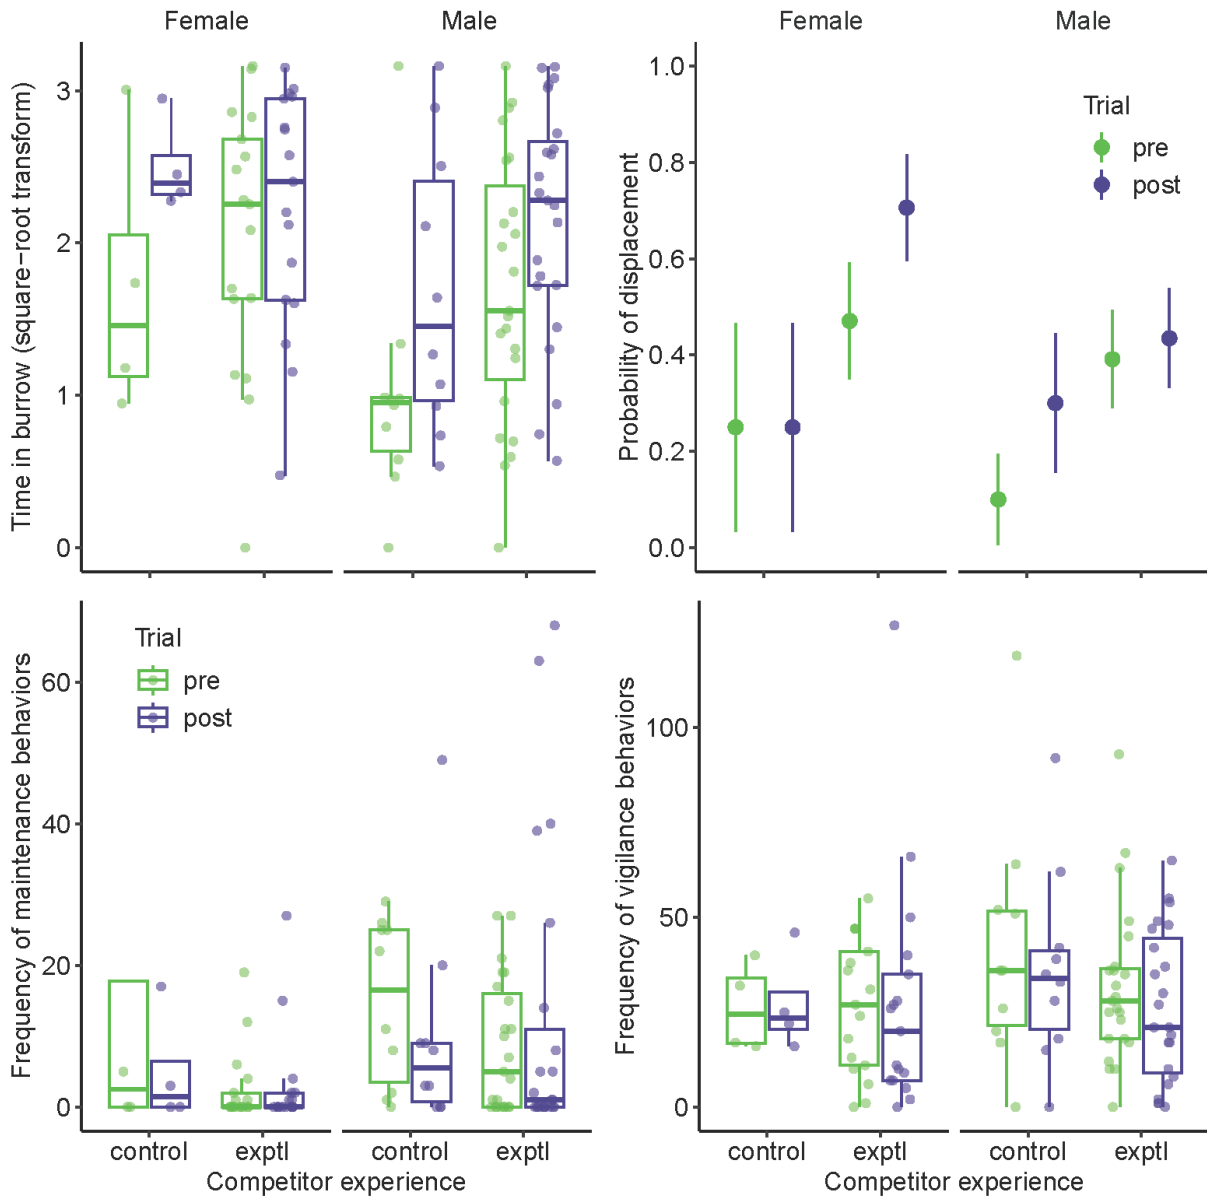 Female
Male
Time in burrow (square−root transform)
3
2
1
0
Female
Male
Probability of displacement
1.0
0.8
0.6
0.4
0.2
0.0
Trial
pre
post
Frequency of maintenance behaviors
60
40
20
0
Trial
pre
post
control
exptl
control
exptl
Competitor experience
Frequency of vigilance behaviors
100
50
0
control
exptl
control
exptl
Competitor experience